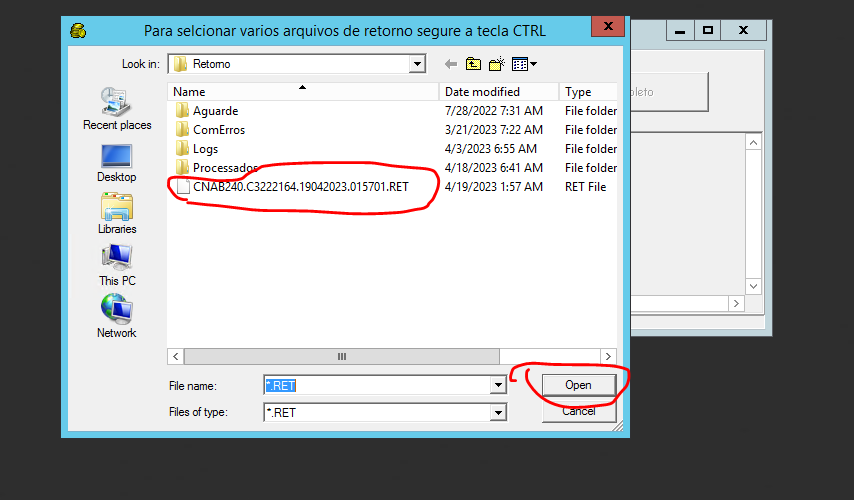 Para selcionar varios arquivos de retorno segure a tecla CTRL
Look in:
Retorno
Recent places
Desktop
Libraries
This PC
Network
Name Date modified Type
Aguarde 7/28/2022 7:31 AM File folder
ComErros 3/21/2023 7:22 AM File folder
Logs 4/3/2023 6:55 AM File folder
Processados 4/18/2023 6:41 AM File folder
CNAB240.C3222164.19042023.015701.RET 4/19/2023 1:57 AM RET File
File name: *.RET Open
Files of type: *.RET Cancel
pleto